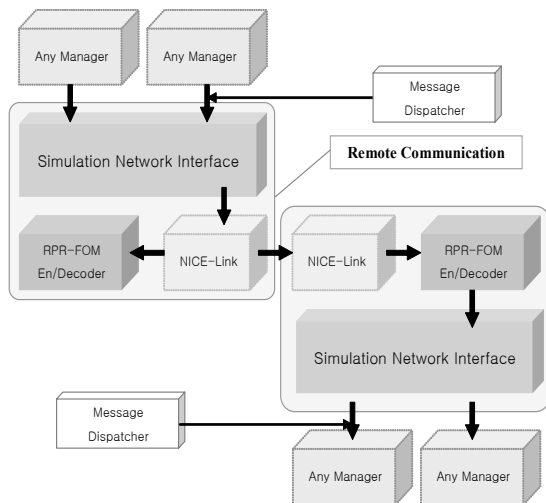 Any Manager
Any Manager
Message
Dispatcher
Simulation Network Interface
Remote Communication
RPR-FOM
En/Decoder
NICE-Link
NICE-Link
RPR-FOM
En/Decoder
Simulation Network Interface
Message
Dispatcher
Any Manager
Any Manager